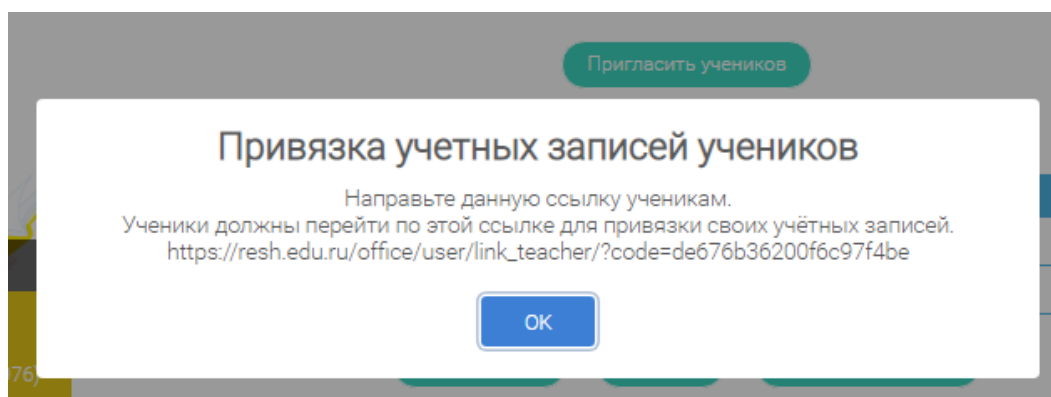 Пригласить учеников
Привязка учетных записей учеников
Направьте данную ссылку ученикам.
Ученики должны перейти по этой ссылке для привязки своих учётных записей.
https://resh.edu.ru/office/user/link_teacher/?code=de676b36200f6c97f4be
ОК